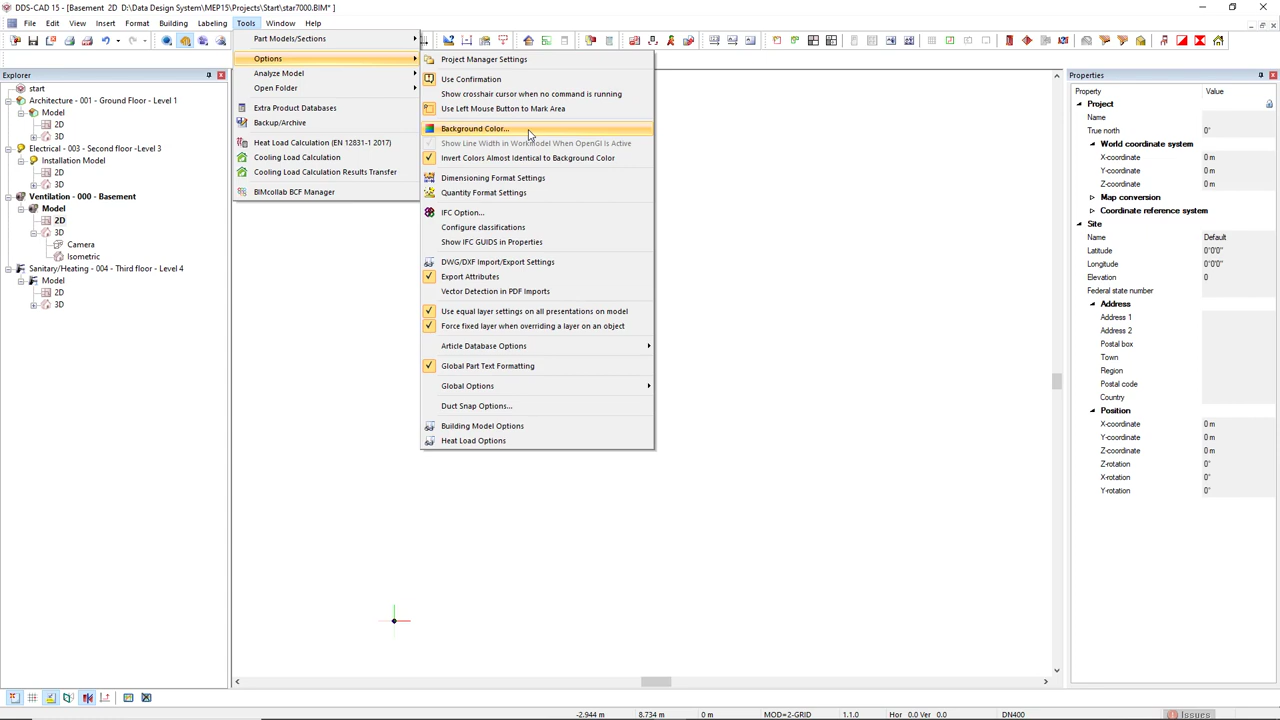 DDS-CAD 15 - [Basement  2D  D:\Data Design System\MEP15\Projects\Start\star7000.BIM*]
File Edit View Insert Format Building Labeling Tools Window Help
Explorer
start
Architecture - 001 - Ground Floor - Level 1
Model
2D
3D
Electrical - 003 - Second floor -Level 3
Installation Model
2D
3D
Ventilation - 000 - Basement
Model
2D
3D
Camera
Isometric
Sanitary/Heating - 004 - Third floor - Level 4
Model
2D
3D
Part Models/Sections
Options
Analyze Model
Open Folder
Extra Product Databases
Backup/Archive
Heat Load Calculation (EN 12831-1 2017)
Cooling Load Calculation
Cooling Load Calculation Results Transfer
BIMcollab BCF Manager
Project Manager Settings
Use Confirmation
Show crosshair cursor when no command is running
Use Left Mouse Button to Mark Area
Background Color...
Show Line Width in Workmodel When OpenGl Is Active
Invert Colors Almost Identical to Background Color
Dimensioning Format Settings
Quantity Format Settings
IFC Option...
Configure classifications
Show IFC GUIDS in Properties
DWG/DXF Import/Export Settings
Export Attributes
Vector Detection in PDF Imports
Use equal layer settings on all presentations on model
Force fixed layer when overriding a layer on an object
Article Database Options
Global Part Text Formatting
Global Options
Duct Snap Options...
Building Model Options
Heat Load Options
Properties
Property Value
Project
Name
True north 0°
World coordinate system
X-coordinate 0 m
Y-coordinate 0 m
Z-coordinate 0 m
Map conversion
Coordinate reference system
Site
Name Default
Latitude 0°0'0"
Longitude 0°0'0"
Elevation 0
Federal state number
Address
Address 1
Address 2
Postal box
Town
Region
Postal code
Country
Position
X-coordinate 0 m
Y-coordinate 0 m
Z-coordinate 0 m
Z-rotation 0°
X-rotation 0°
Y-rotation 0°
-2.944 m 8.734 m 0 m MOD=2-GRID 1.1.0 Hor 0.0 Ver 0.0 DN400 Issues